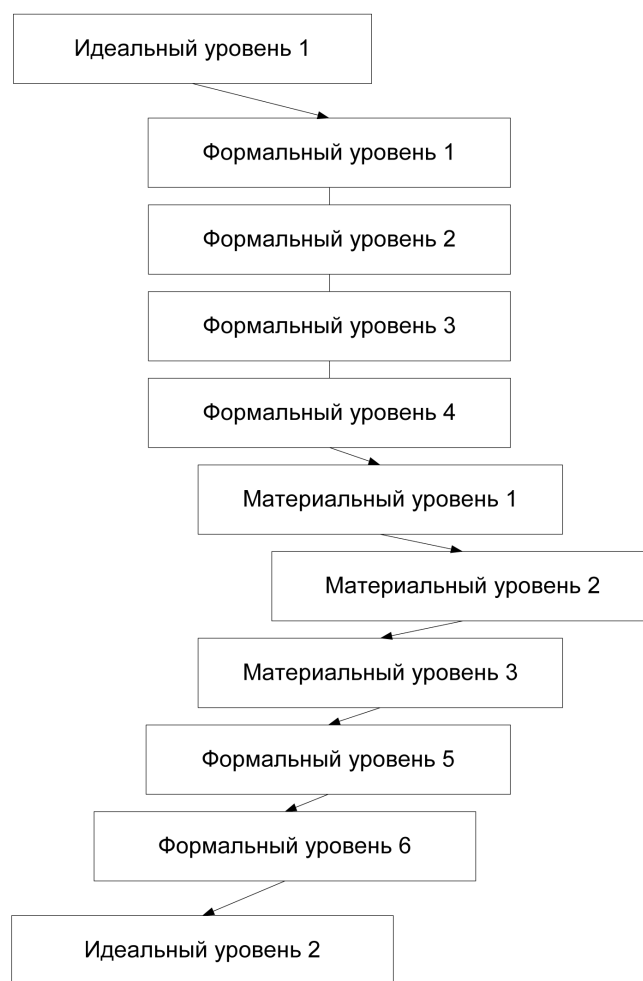 Идеальный уровень 1
Формальный уровень 1
Формальный уровень 2
Формальный уровень 3
Формальный уровень 4
Материальный уровень 1
Материальный уровень 2
Материальный уровень 3
Формальный уровень 5
Формальный уровень 6
Идеальный уровень 2